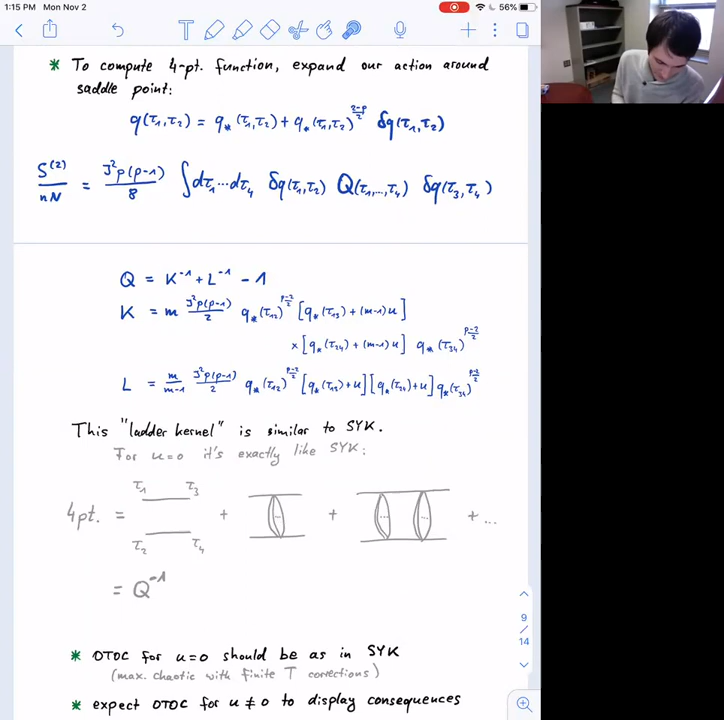 1:15 PM Mon Nov 2
56%
* To compute 4-pt. function, expand our action around
saddle point:
q(τ₁,τ₂) = q⁎(τ₁,τ₂) + q⁎(τ₁,τ₂)^{(2-p)/2} δq(τ₁,τ₂)
S⁽²⁾/nN = J²p(p-1)/8 ∫dτ₁…dτ₄ δq(τ₁,τ₂) Q(τ₁,…,τ₄) δq(τ₃,τ₄)
Q = K⁻¹ + L⁻¹ - 1
K = m J²p(p-1)/2 q⁎(τ₁₂)^{(p-2)/2} [q⁎(τ₁₃) + (m-1)u]
× [q⁎(τ₂₄) + (m-1)u] q⁎(τ₃₄)^{(p-2)/2}
L = m/(m-1) J²p(p-1)/2 q⁎(τ₁₂)^{(p-2)/2} [q⁎(τ₁₃) + u] [q⁎(τ₂₄) + u] q⁎(τ₃₄)^{(p-2)/2}
This "ladder kernel" is similar to SYK.
For u=0 it's exactly like SYK:
τ₁ τ₃
4pt. = + + + ...
τ₂ τ₄
= Q⁻¹
* OTOC for u=0 should be as in SYK
(max. chaotic with finite T corrections)
* expect OTOC for u≠0 to display consequences
9
/
14